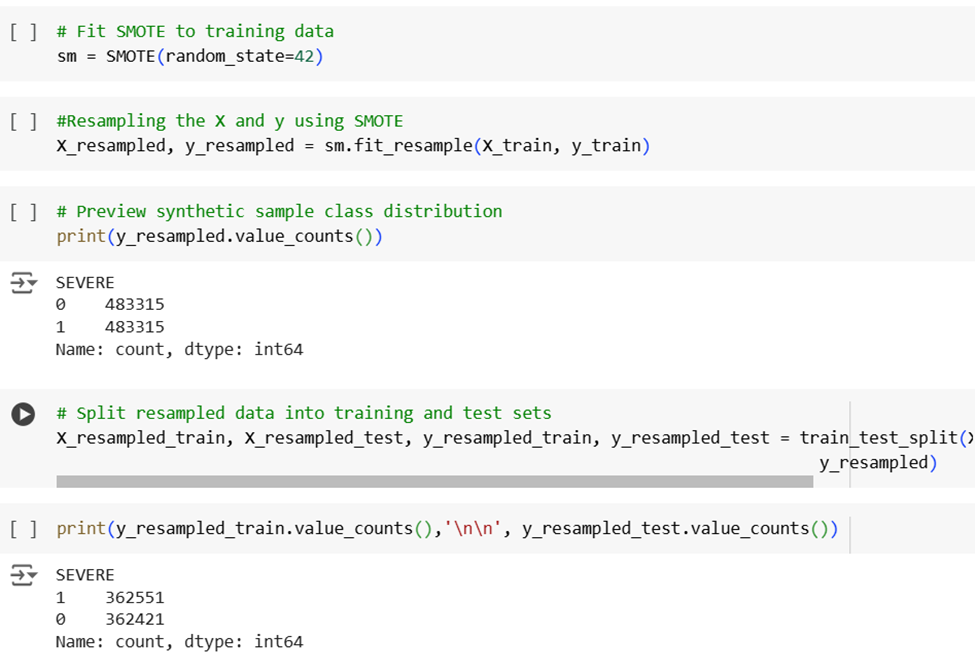 [ ] # Fit SMOTE to training data
sm = SMOTE(random_state=42)
[ ] #Resampling the X and y using SMOTE
X_resampled, y_resampled = sm.fit_resample(X_train, y_train)
[ ] # Preview synthetic sample class distribution
print(y_resampled.value_counts())
SEVERE
0 483315
1 483315
Name: count, dtype: int64
# Split resampled data into training and test sets
X_resampled_train, X_resampled_test, y_resampled_train, y_resampled_test = train_test_split(
y_resampled)
[ ] print(y_resampled_train.value_counts(),'\n\n', y_resampled_test.value_counts())
SEVERE
1 362551
0 362421
Name: count, dtype: int64